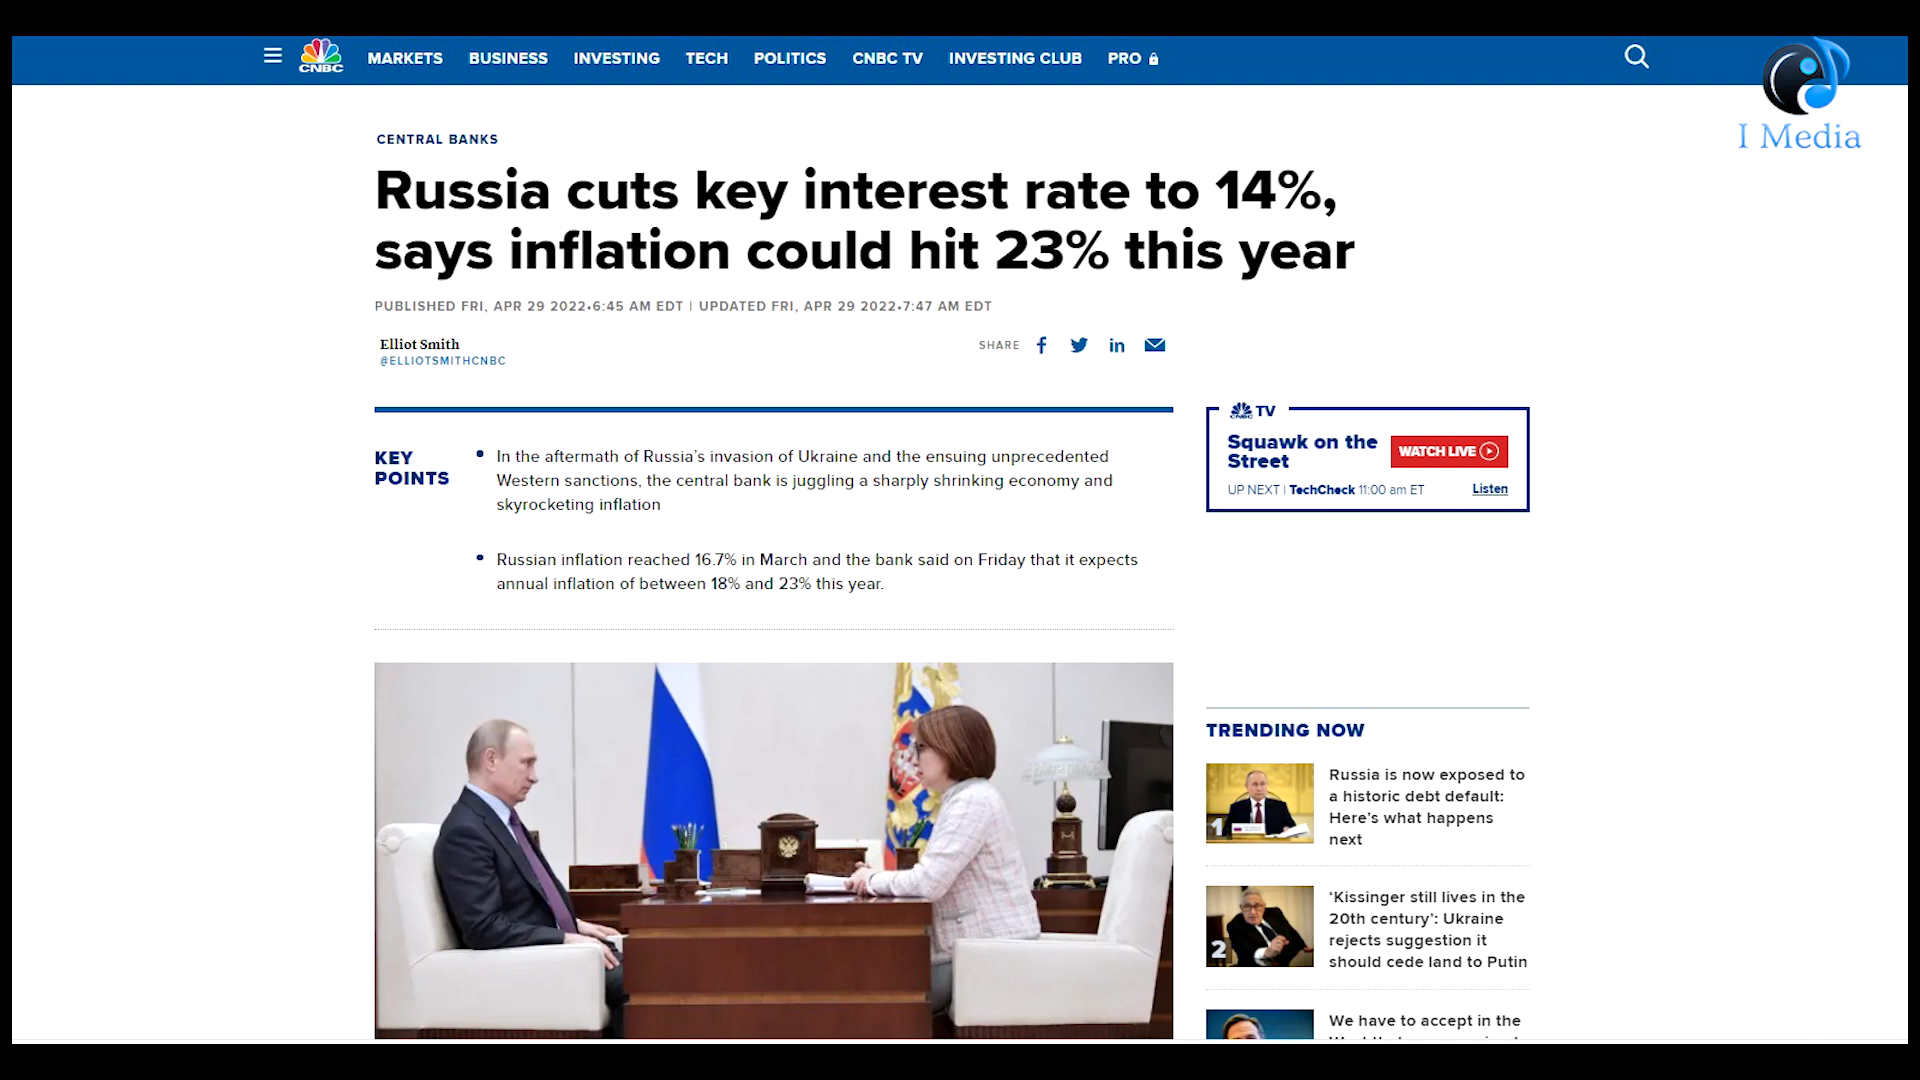 CNBC
MARKETS BUSINESS INVESTING TECH POLITICS CNBC TV INVESTING CLUB PRO
I Media
CENTRAL BANKS
Russia cuts key interest rate to 14%,
says inflation could hit 23% this year
PUBLISHED FRI, APR 29 2022•6:45 AM EDT | UPDATED FRI, APR 29 2022•7:47 AM EDT
Elliot Smith
@ELLIOTSMITHCNBC
SHARE
KEY
POINTS
• In the aftermath of Russia's invasion of Ukraine and the ensuing unprecedented
Western sanctions, the central bank is juggling a sharply shrinking economy and
skyrocketing inflation
• Russian inflation reached 16.7% in March and the bank said on Friday that it expects
annual inflation of between 18% and 23% this year.
CNBC TV
Squawk on the
Street
WATCH LIVE
UP NEXT | TechCheck 11:00 am ET
Listen
TRENDING NOW
1
Russia is now exposed to
a historic debt default:
Here's what happens
next
2
‘Kissinger still lives in the
20th century’: Ukraine
rejects suggestion it
should cede land to Putin
We have to accept in the